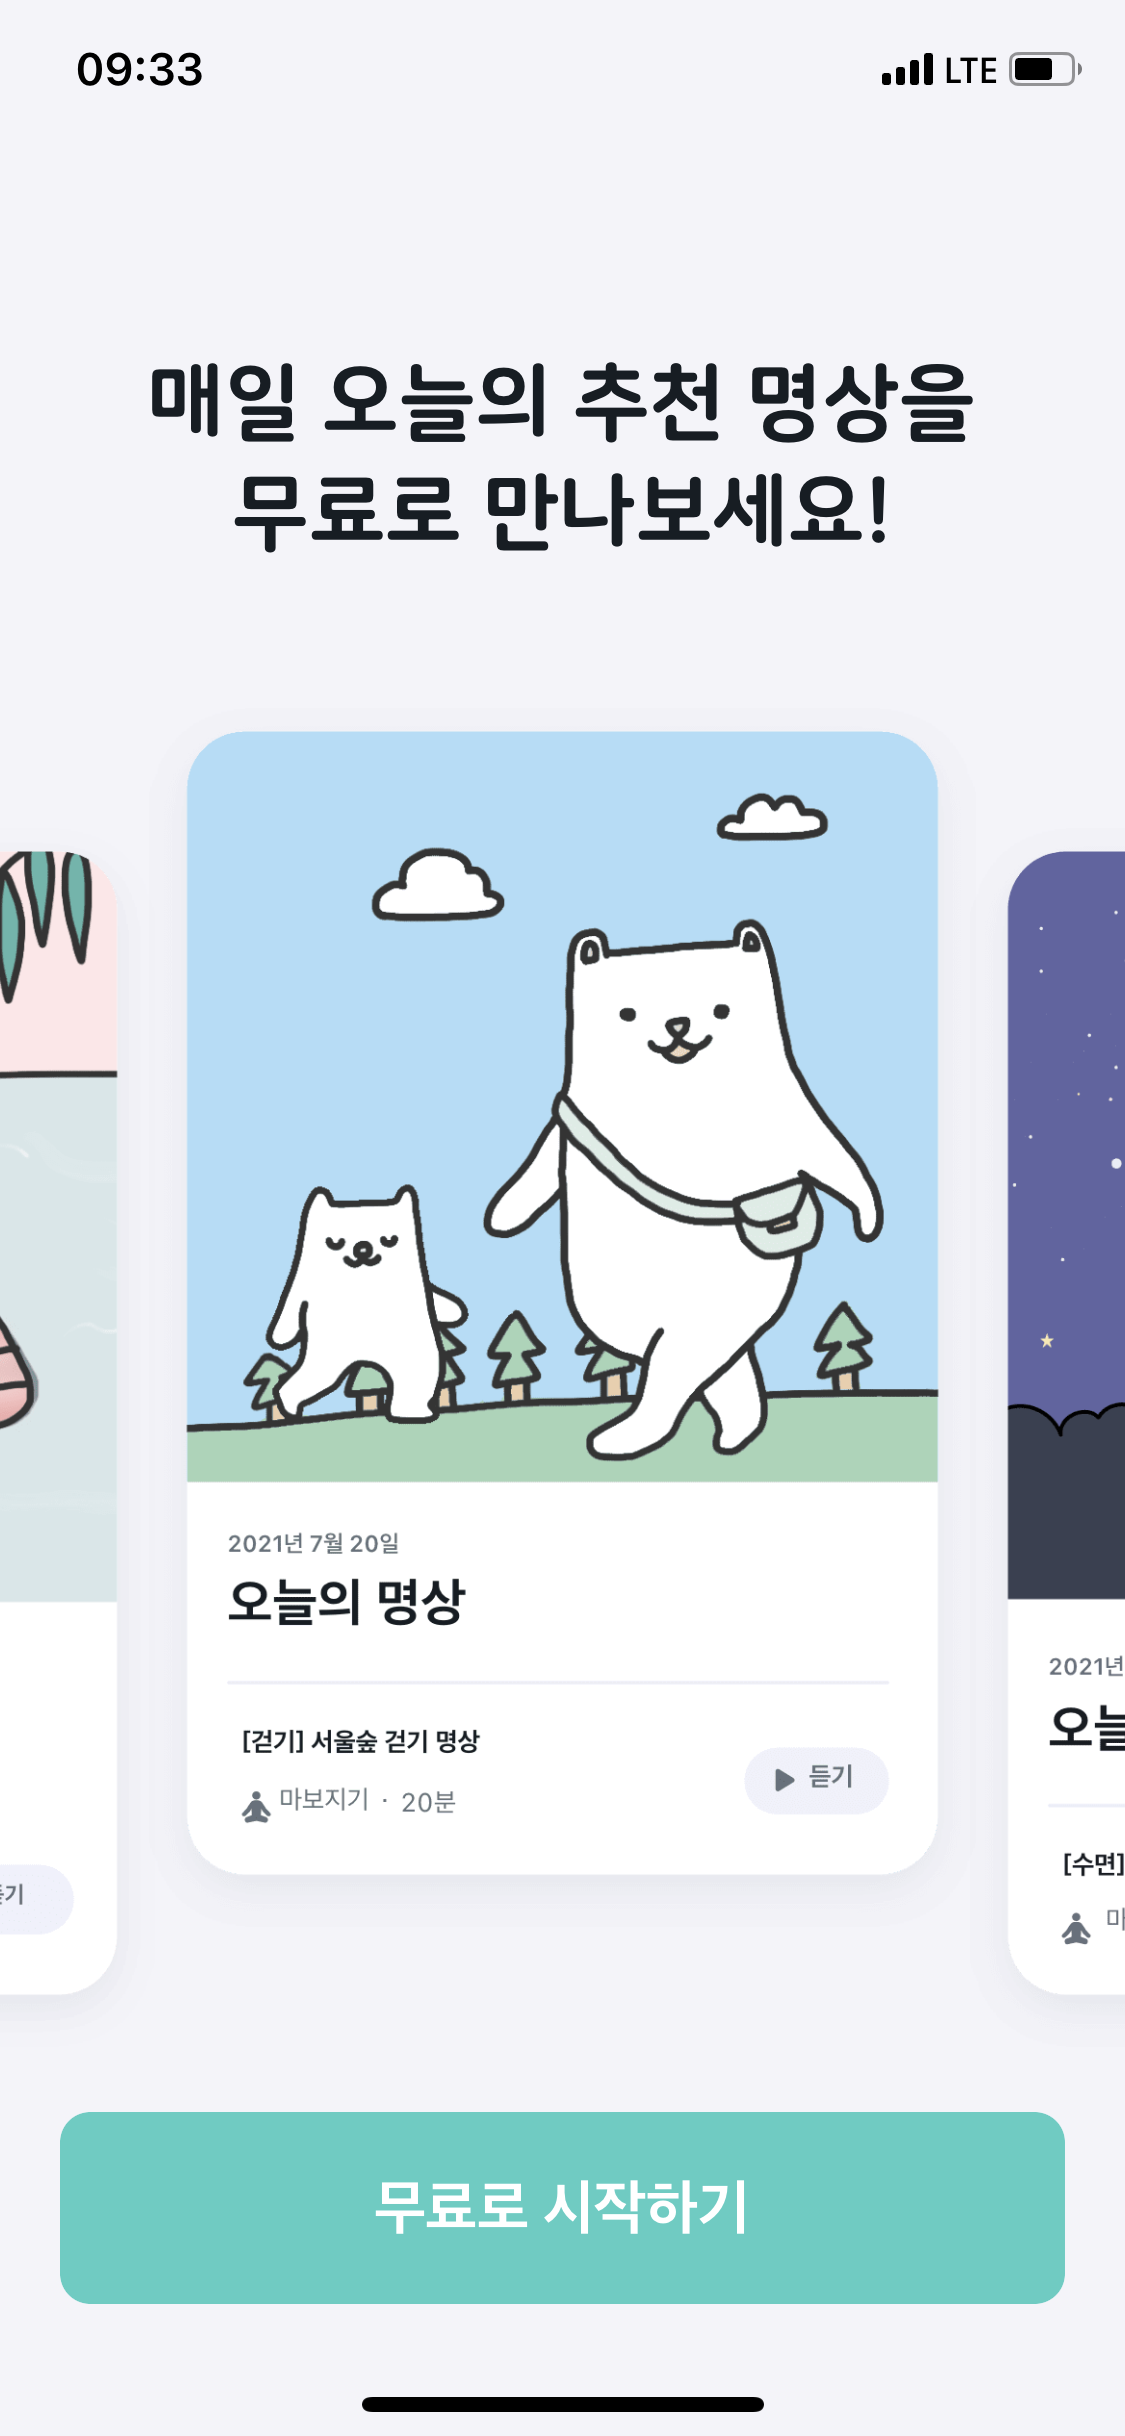 09:33
LTE
매일 오늘의 추천 명상을
무료로 만나보세요!
2021년 7월 20일
오늘의 명상
[걷기] 서울숲 걷기 명상
마보지기 · 20분
듣기
기
2021년
오늘
[수면]
마
무료로 시작하기